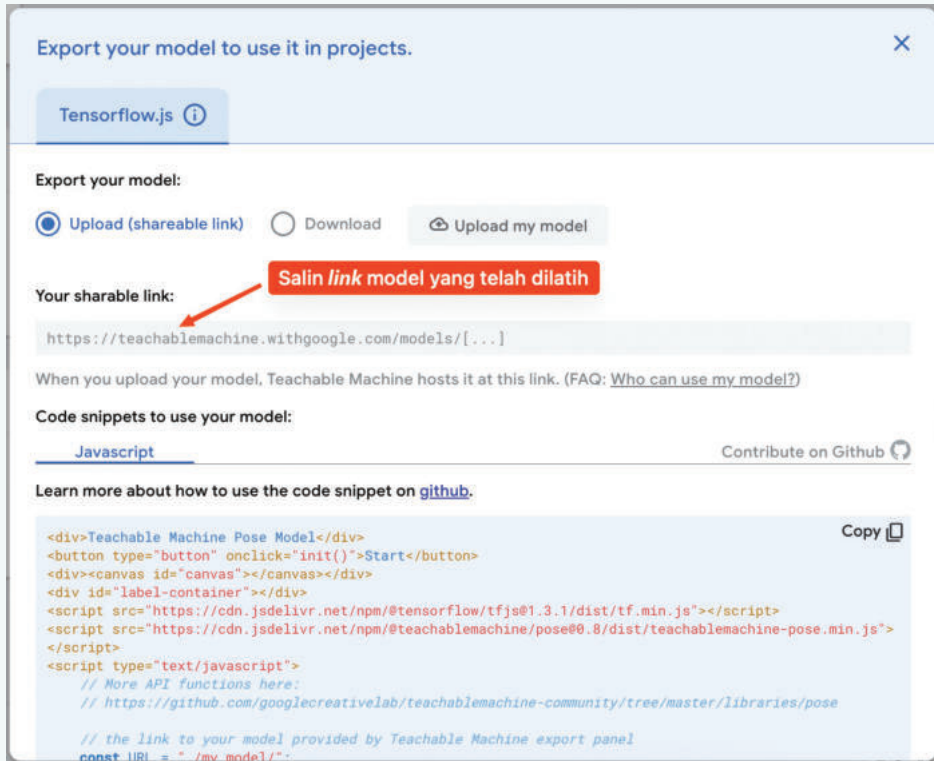 Export your model to use it in projects.
Tensorflow.js
Export your model:
Upload (shareable link) Download Upload my model
Salin link model yang telah dilatih
Your sharable link:
https://teachablemachine.withgoogle.com/models/[...]
When you upload your model, Teachable Machine hosts it at this link. (FAQ: Who can use my model?)
Code snippets to use your model:
Javascript
Contribute on Github
Learn more about how to use the code snippet on github.
Copy
<div>Teachable Machine Pose Model</div>
<button type="button" onclick="init()">Start</button>
<div><canvas id="canvas"></canvas></div>
<div id="label-container"></div>
<script src="https://cdn.jsdelivr.net/npm/@tensorflow/tfjs@1.3.1/dist/tf.min.js"></script>
<script src="https://cdn.jsdelivr.net/npm/@teachablemachine/pose@0.8/dist/teachablemachine-pose.min.js">
</script>
<script type="text/javascript">
// More API functions here:
// https://github.com/googlecreativelab/teachablemachine-community/tree/master/libraries/pose
// the link to your model provided by Teachable Machine export panel
const URL = "./my_model/";